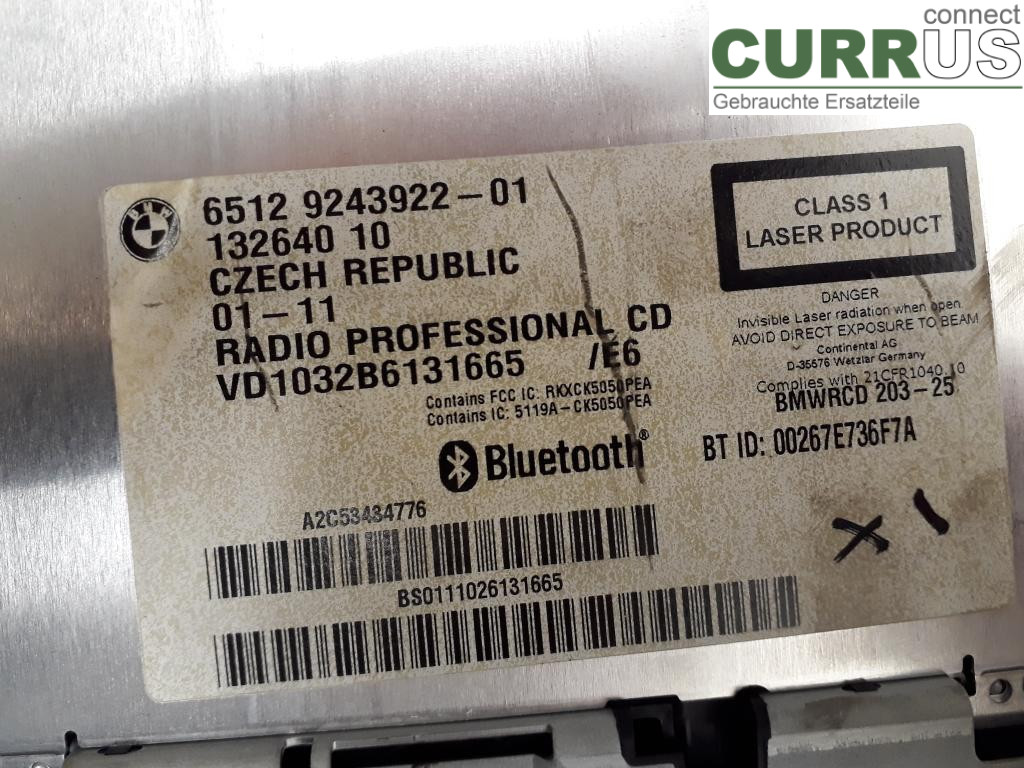 connect
CURRUS
Gebrauchte Ersatzteile
BMW
6512 9243922-01
132640 10
CZECH REPUBLIC
01-11
RADIO PROFESSIONAL CD
VD1032B6131665 /E6
Contains FCC IC: RKXCK5050PEA
Contains IC: 5119A-CK5050PEA
Bluetooth®
CLASS 1
LASER PRODUCT
DANGER
Invisible Laser radiation when open.
AVOID DIRECT EXPOSURE TO BEAM
Continental AG
D-35576 Wetzlar Germany
Complies with 21CFR1040.10
BMWRCD 203-25
BT ID: 00267E736F7A
A2C53434776
BS0111026131665